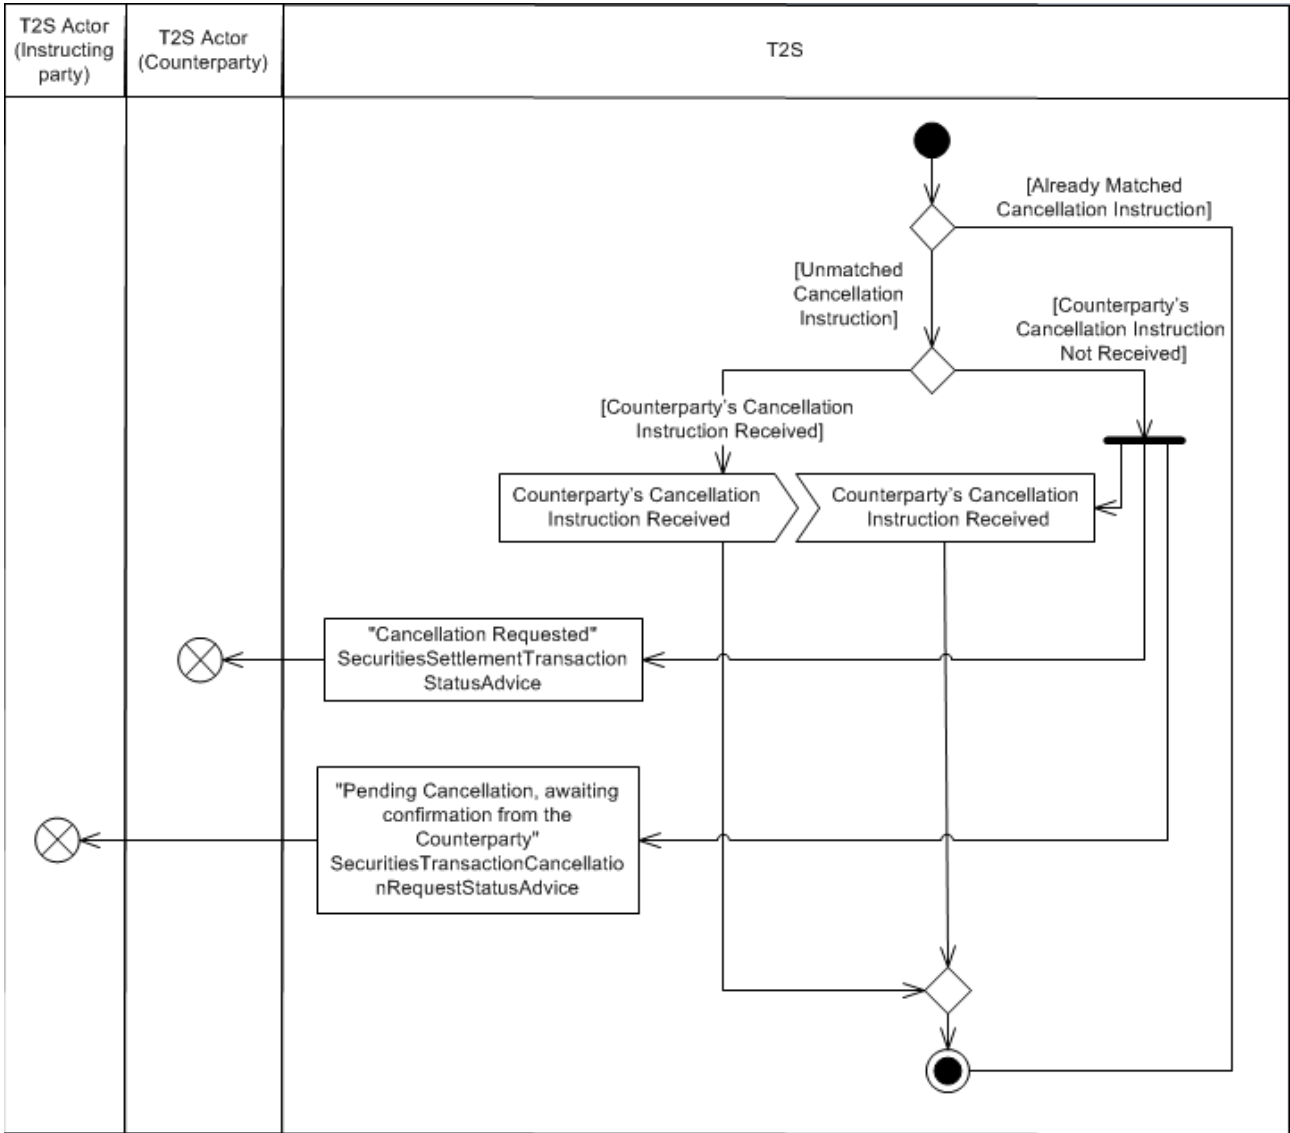 T2S Actor
(Instructing
party)
T2S Actor
(Counterparty)
T2S
[Already Matched
Cancellation Instruction]
[Unmatched
Cancellation
Instruction]
[Counterparty's
Cancellation Instruction
Not Received]
[Counterparty's Cancellation
Instruction Received]
Counterparty's Cancellation
Instruction Received
Counterparty's Cancellation
Instruction Received
"Cancellation Requested"
SecuritiesSettlementTransaction
StatusAdvice
"Pending Cancellation, awaiting
confirmation from the
Counterparty"
SecuritiesTransactionCancellatio
nRequestStatusAdvice